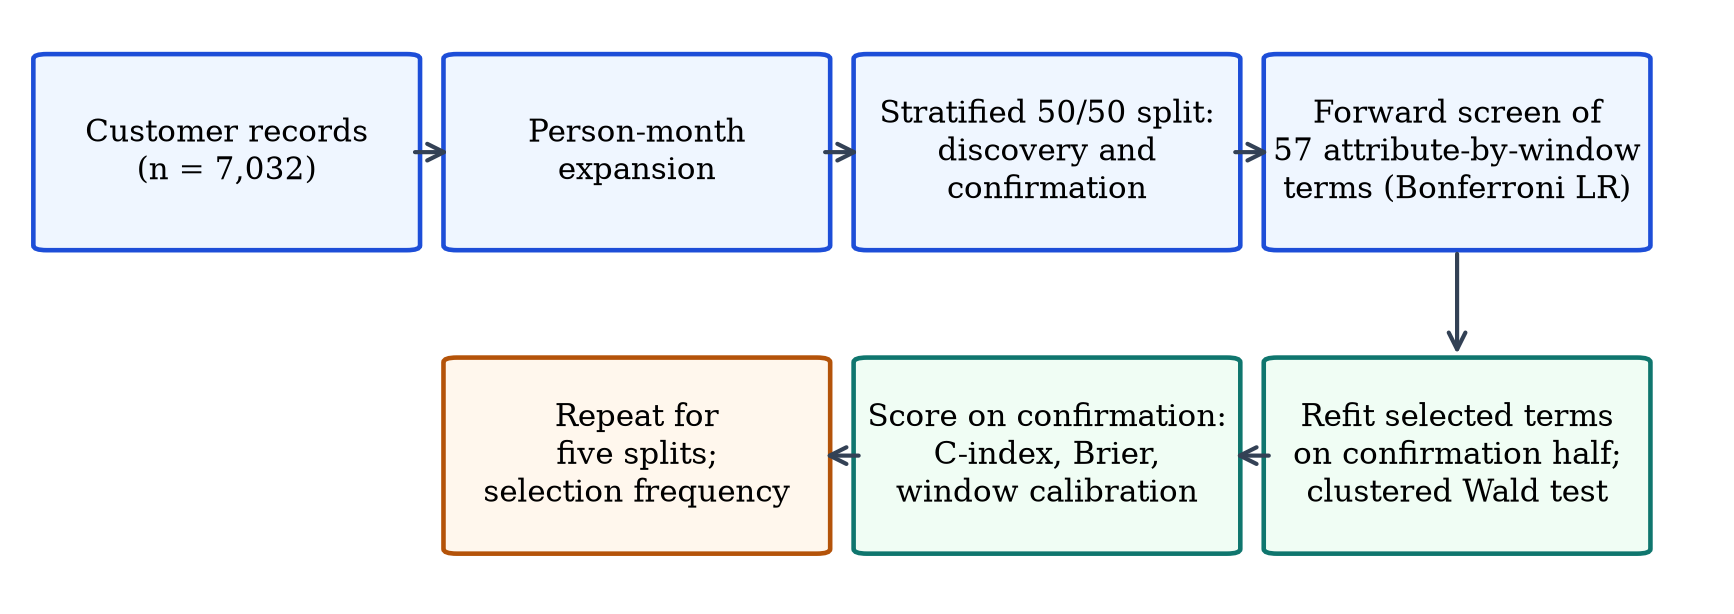 Customer records
(n = 7,032)
Person-month
expansion
Stratified 50/50 split:
discovery and
confirmation
Forward screen of
57 attribute-by-window
terms (Bonferroni LR)
Refit selected terms
on confirmation half;
clustered Wald test
Score on confirmation:
C-index, Brier,
window calibration
Repeat for
five splits;
selection frequency